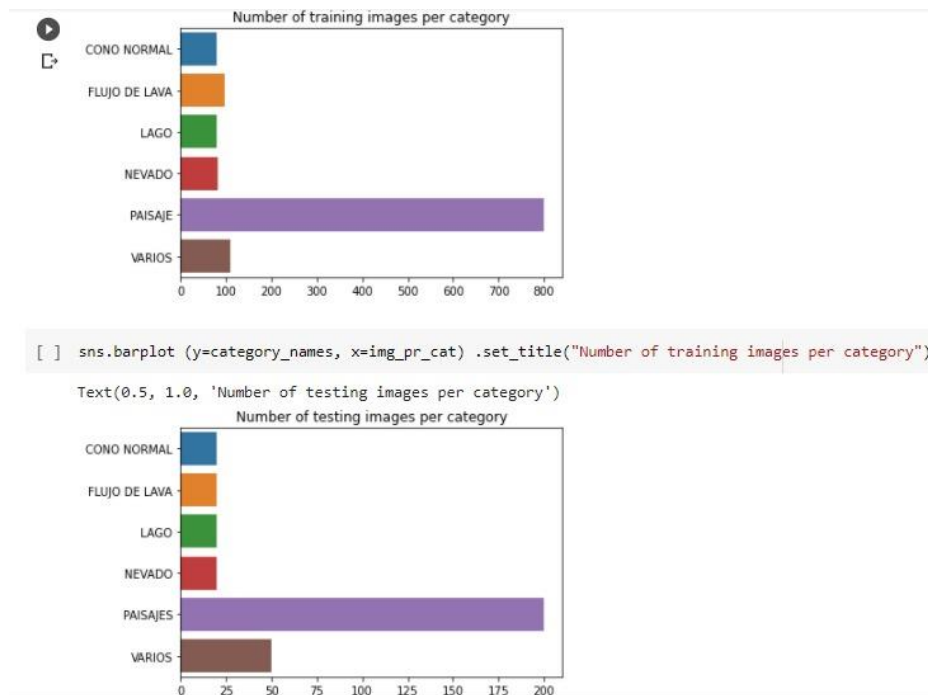 Number of training images per category
CONO NORMAL
FLUJO DE LAVA
LAGO
NEVADO
PAISAJE
VARIOS
0 100 200 300 400 500 600 700 800
[ ] sns.barplot (y=category_names, x=img_pr_cat) .set_title("Number of training images per category")
Text(0.5, 1.0, 'Number of testing images per category')
Number of testing images per category
CONO NORMAL
FLUJO DE LAVA
LAGO
NEVADO
PAISAJES
VARIOS
0 25 50 75 100 125 150 175 200